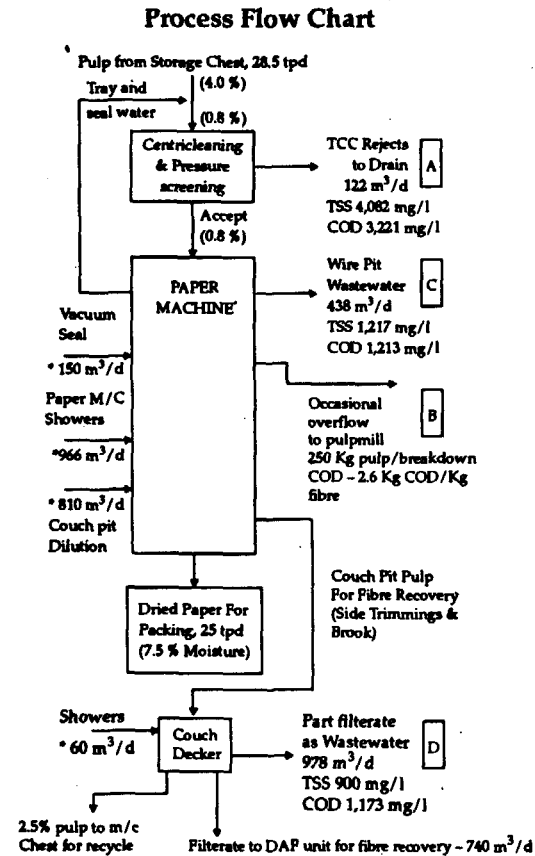 Process Flow Chart
Pulp from Storage Chest, 28.5 tpd
(4.0 %)
Tray and
seal water
(0.8 %)
Centricleaning
& Pressure
screening
TCC Rejects
to Drain
122 m³/d
TSS 4,082 mg/l
COD 3,221 mg/l
A
Accept
(0.8 %)
PAPER
MACHINE
Wire Pit
Wastewater
438 m³/d
TSS 1,217 mg/l
COD 1,213 mg/l
C
Vacuum
Seal
* 150 m³/d
Occasional
overflow
to pulpmill
250 Kg pulp/breakdown
COD ~ 2.6 Kg COD/Kg
fibre
B
Paper M/C
Showers
*966 m³/d
* 810 m³/d
Couch pit
Dilution
Couch Pit Pulp
For Fibre Recovery
(Side Trimmings &
Brook)
Dried Paper For
Packing, 25 tpd
(7.5 % Moisture)
Showers
* 60 m³/d
Couch
Decker
Part filterate
as Wastewater
978 m³/d
TSS 900 mg/l
COD 1,173 mg/l
D
2.5% pulp to m/c
Chest for recycle
Filterate to DAF unit for fibre recovery ~ 740 m³/d